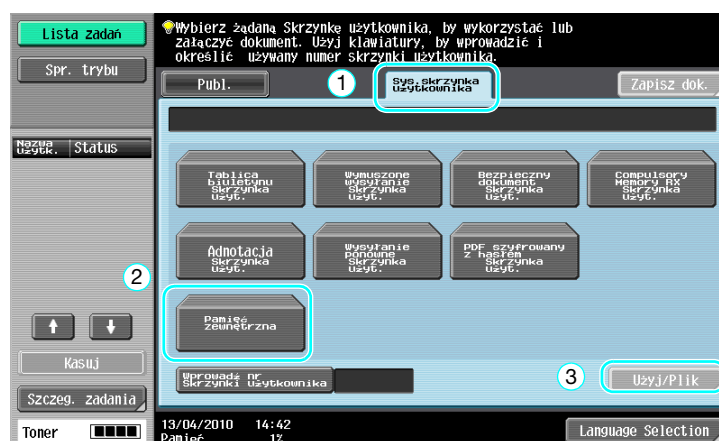 Lista zadań
Spr. trybu
Nazwa użytk.
Status
Kasuj
Szczeg. zadania
Toner
Wybierz żądaną Skrzynkę użytkownika, by wykorzystać lub
załączyć dokument. Użyj klawiatury, by wprowadzić i
określić używany numer skrzynki użytkownika.
Publ.
1
Sys.skrzynka
użytkownika
Zapisz dok.
Tablica
biuletynu
Skrzynka
użyt.
Wymuszone
wysyłanie
Skrzynka
użyt.
Bezpieczny
dokument
Skrzynka
użyt.
Compulsory
Memory RX
Skrzynka
użyt.
Adnotacja
Skrzynka
użyt.
Wysyłanie
ponowne
Skrzynka
użyt.
PDF szyfrowany
z hasłem
Skrzynka
użyt.
2
Pamięć
zewnętrzna
Wprowadź nr
Skrzynki użytkownika
3
Użyj/Plik
13/04/2010 14:42
Pamięć 1%
Language Selection